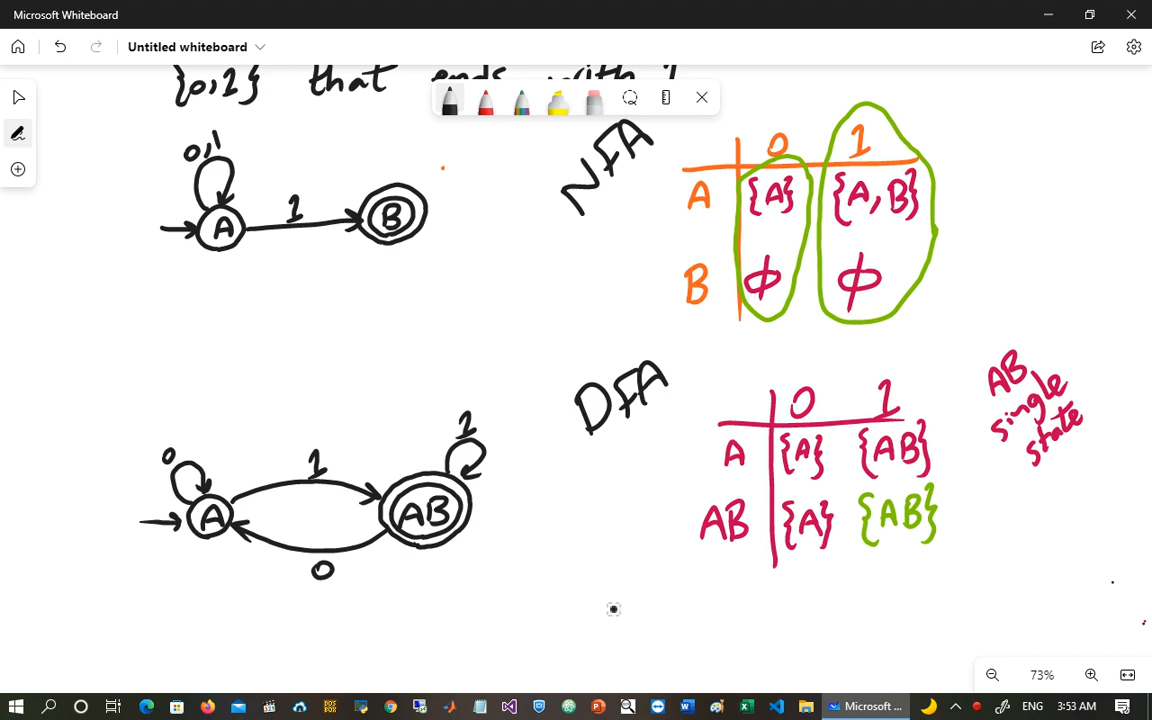 Microsoft Whiteboard
Untitled whiteboard
{0,1} that ends with 1
0,1
A
1
B
NFA
0 1
A {A} {A,B}
B ϕ ϕ
DFA
0
A
1
0
AB
1
0 1
A {A} {AB}
AB {A} {AB}
AB
single
state
73%
Microsoft ...
ENG
3:53 AM